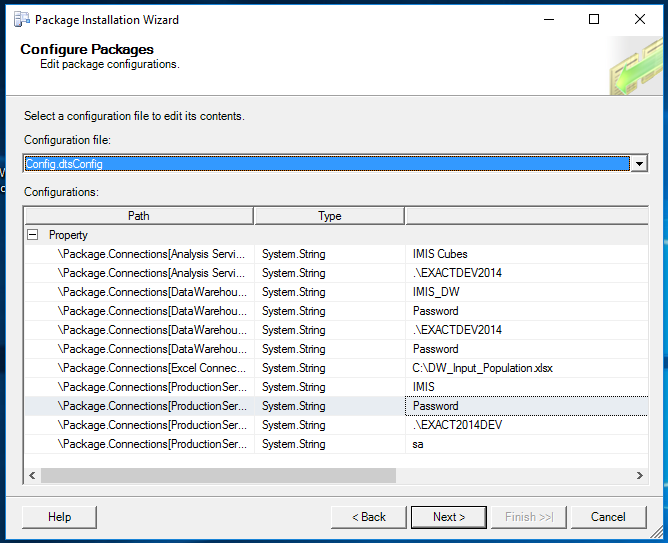 Package Installation Wizard
Configure Packages
Edit package configurations.
Select a configuration file to edit its contents.
Configuration file:
Config.dtsConfig
Configurations:
Path Type
Property
\Package.Connections[Analysis Servi... System.String IMIS Cubes
\Package.Connections[Analysis Servi... System.String .\EXACTDEV2014
\Package.Connections[DataWarehou... System.String IMIS_DW
\Package.Connections[DataWarehou... System.String Password
\Package.Connections[DataWarehou... System.String .\EXACTDEV2014
\Package.Connections[DataWarehou... System.String Password
\Package.Connections[Excel Connec... System.String C:\DW_Input_Population.xlsx
\Package.Connections[ProductionSer... System.String IMIS
\Package.Connections[ProductionSer... System.String Password
\Package.Connections[ProductionSer... System.String .\EXACT2014DEV
\Package.Connections[ProductionSer... System.String sa
Help < Back Next > Finish >>| Cancel